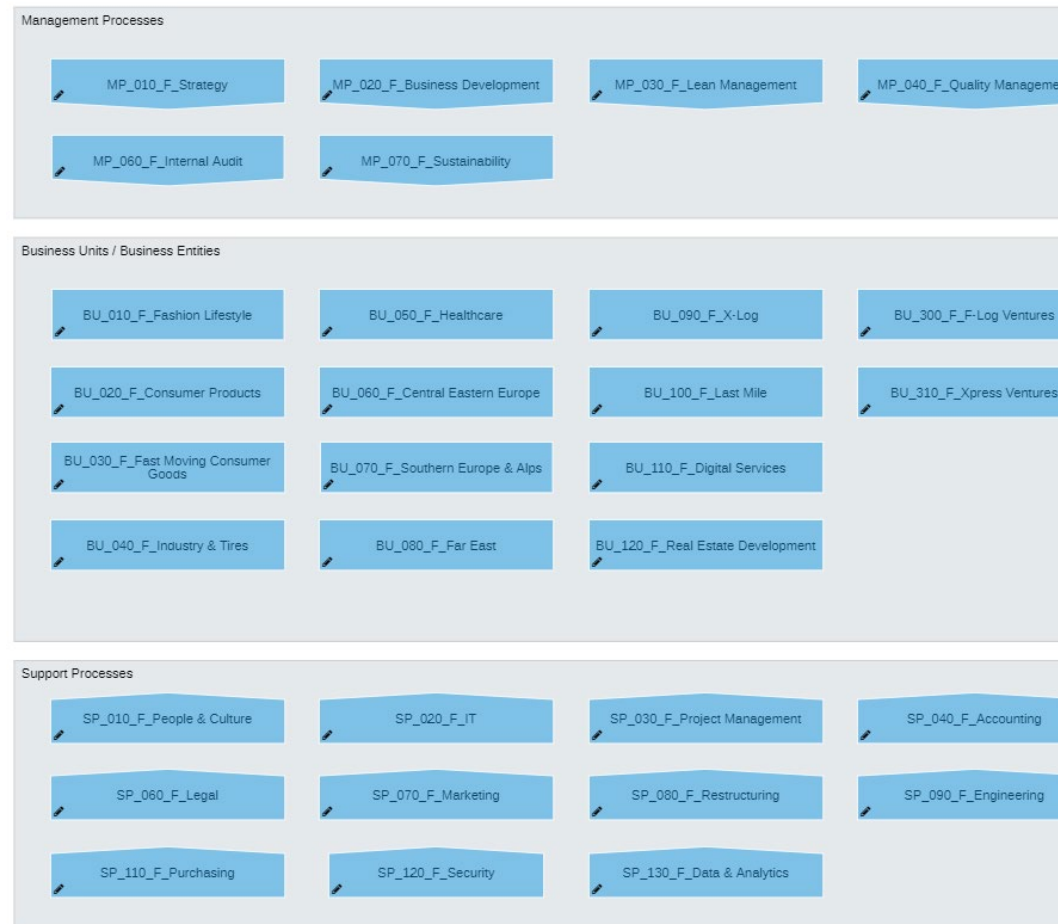 Management Processes
MP_010_F_Strategy
MP_020_F_Business Development
MP_030_F_Lean Management
MP_040_F_Quality Manageme
MP_060_F_Internal Audit
MP_070_F_Sustainability
Business Units / Business Entities
BU_010_F_Fashion Lifestyle
BU_050_F_Healthcare
BU_090_F_X-Log
BU_300_F_F-Log Ventures
BU_020_F_Consumer Products
BU_060_F_Central Eastern Europe
BU_100_F_Last Mile
BU_310_F_Xpress Ventures
BU_030_F_Fast Moving Consumer
Goods
BU_070_F_Southern Europe & Alps
BU_110_F_Digital Services
BU_040_F_Industry & Tires
BU_080_F_Far East
BU_120_F_Real Estate Development
Support Processes
SP_010_F_People & Culture
SP_020_F_IT
SP_030_F_Project Management
SP_040_F_Accounting
SP_060_F_Legal
SP_070_F_Marketing
SP_080_F_Restructuring
SP_090_F_Engineering
SP_110_F_Purchasing
SP_120_F_Security
SP_130_F_Data & Analytics